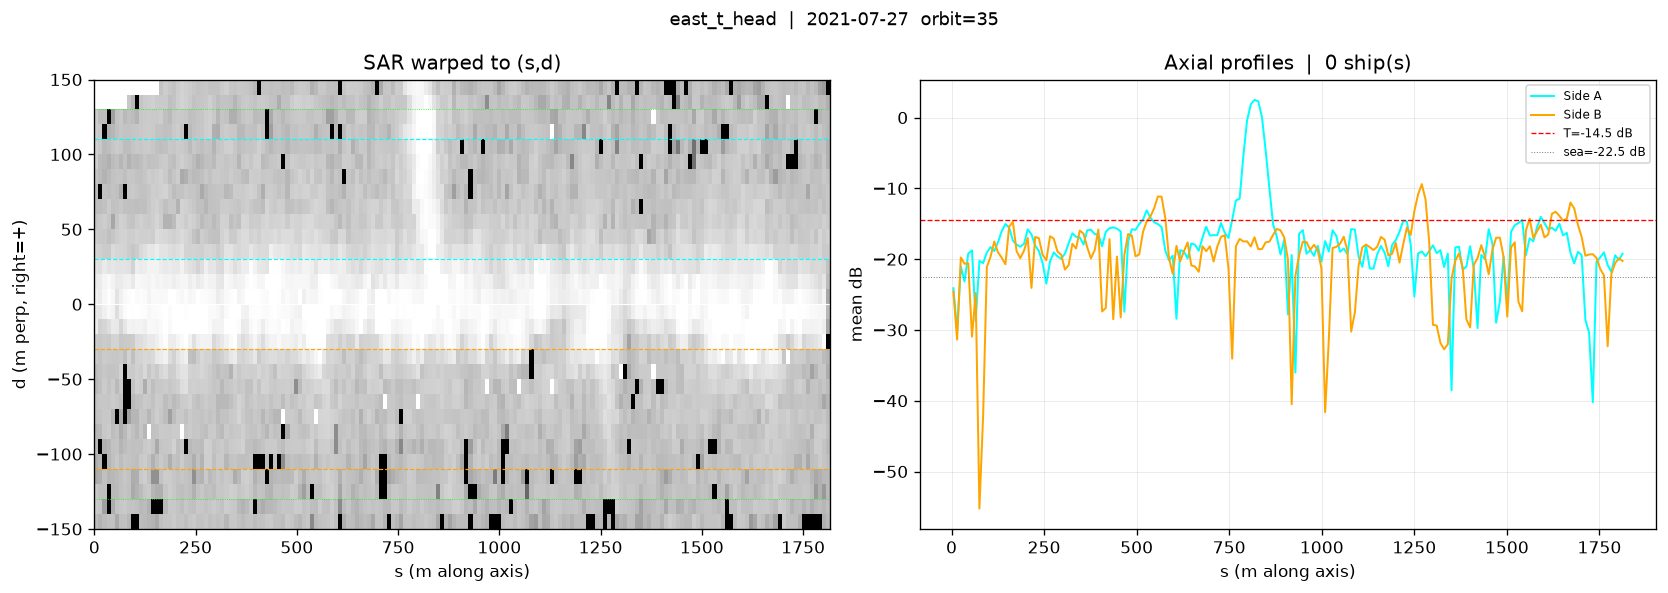 east_t_head | 2021-07-27 orbit=35
SAR warped to (s,d)
150
100
50
0
−50
−100
−150
d (m perp, right=+)
0
250
500
750
1000
1250
1500
1750
s (m along axis)
Axial profiles | 0 ship(s)
0
−10
−20
−30
−40
−50
mean dB
0
250
500
750
1000
1250
1500
1750
s (m along axis)
Side A
Side B
T=-14.5 dB
sea=-22.5 dB